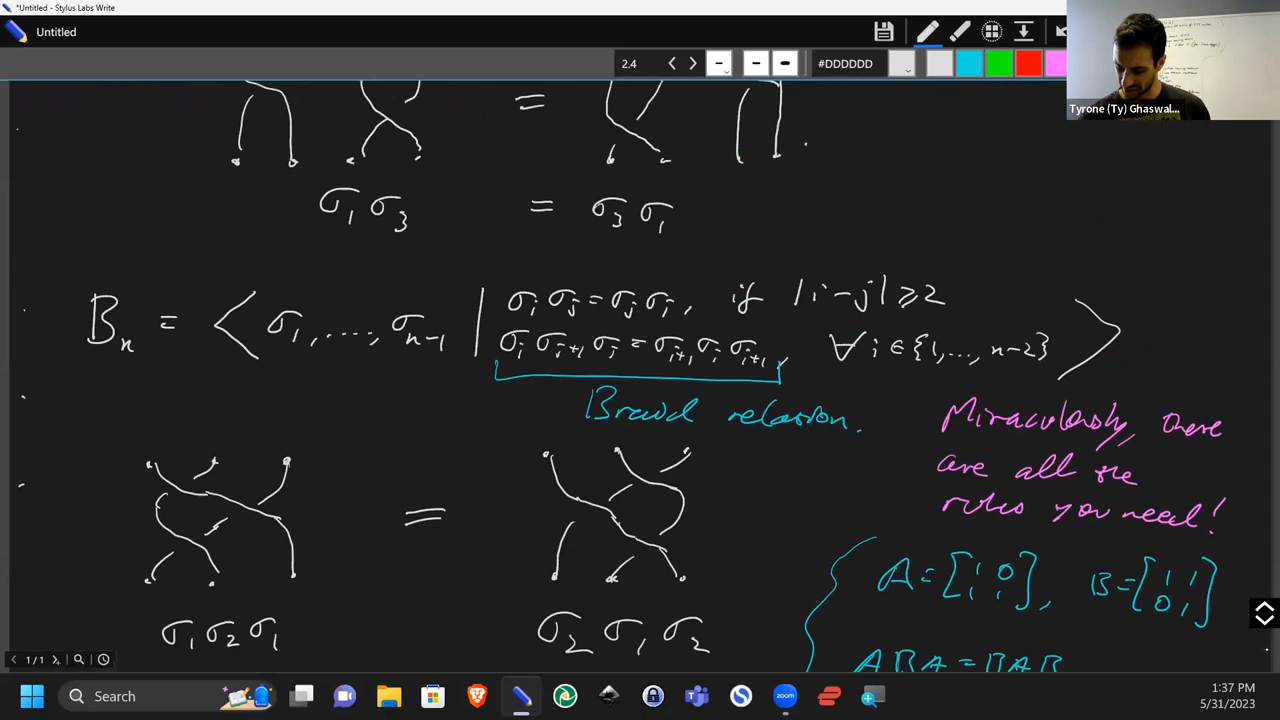 *Untitled - Stylus Labs Write
Untitled
2.4
#DDDDDD
Tyrone (Ty) Ghaswal...
=
σ₁ σ₃ = σ₃ σ₁
Bₙ = < σ₁, ..., σₙ₋₁ | σᵢ σⱼ = σⱼ σᵢ, if |i-j| ⩾ 2
σᵢ σᵢ₊₁ σᵢ = σᵢ₊₁ σᵢ σᵢ₊₁, ∀ i ∈ {1, ..., n-2} >
Braid relation.
Miraculously, these
are all the
rules you need!
=
A = [1 0; 1 1], B = [1 1; 0 1]
σ₁ σ₂ σ₁
σ₂ σ₁ σ₂
ABA = BAB
1/1
Search
1:37 PM
5/31/2023